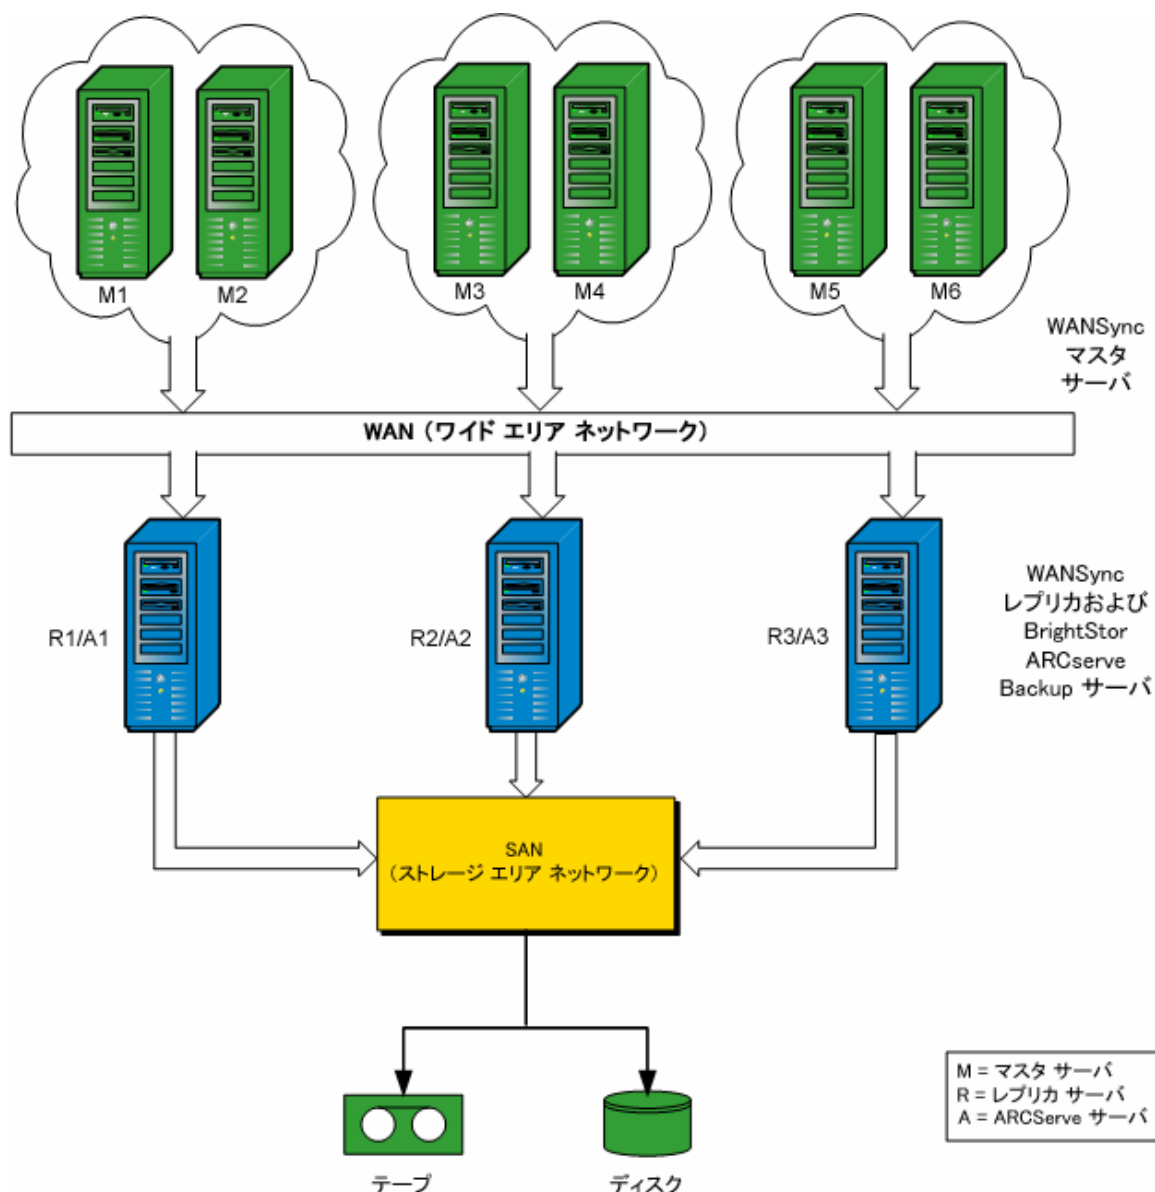 M1
M2
M3
M4
M5
M6
WANSync
マスタ
サーバ
WAN (ワイド エリア ネットワーク)
R1/A1
R2/A2
R3/A3
WANSync
レプリカおよび
BrightStor
ARCserve
Backup サーバ
SAN
(ストレージ エリア ネットワーク)
テープ
ディスク
M = マスタ サーバ
R = レプリカ サーバ
A = ARCServe サーバ